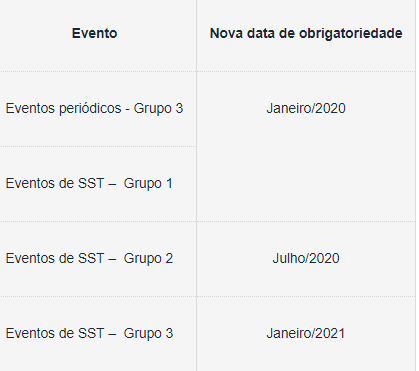 Evento Nova data de obrigatoriedade
Eventos periódicos - Grupo 3 Janeiro/2020
Eventos de SST – Grupo 1
Eventos de SST – Grupo 2 Julho/2020
Eventos de SST – Grupo 3 Janeiro/2021